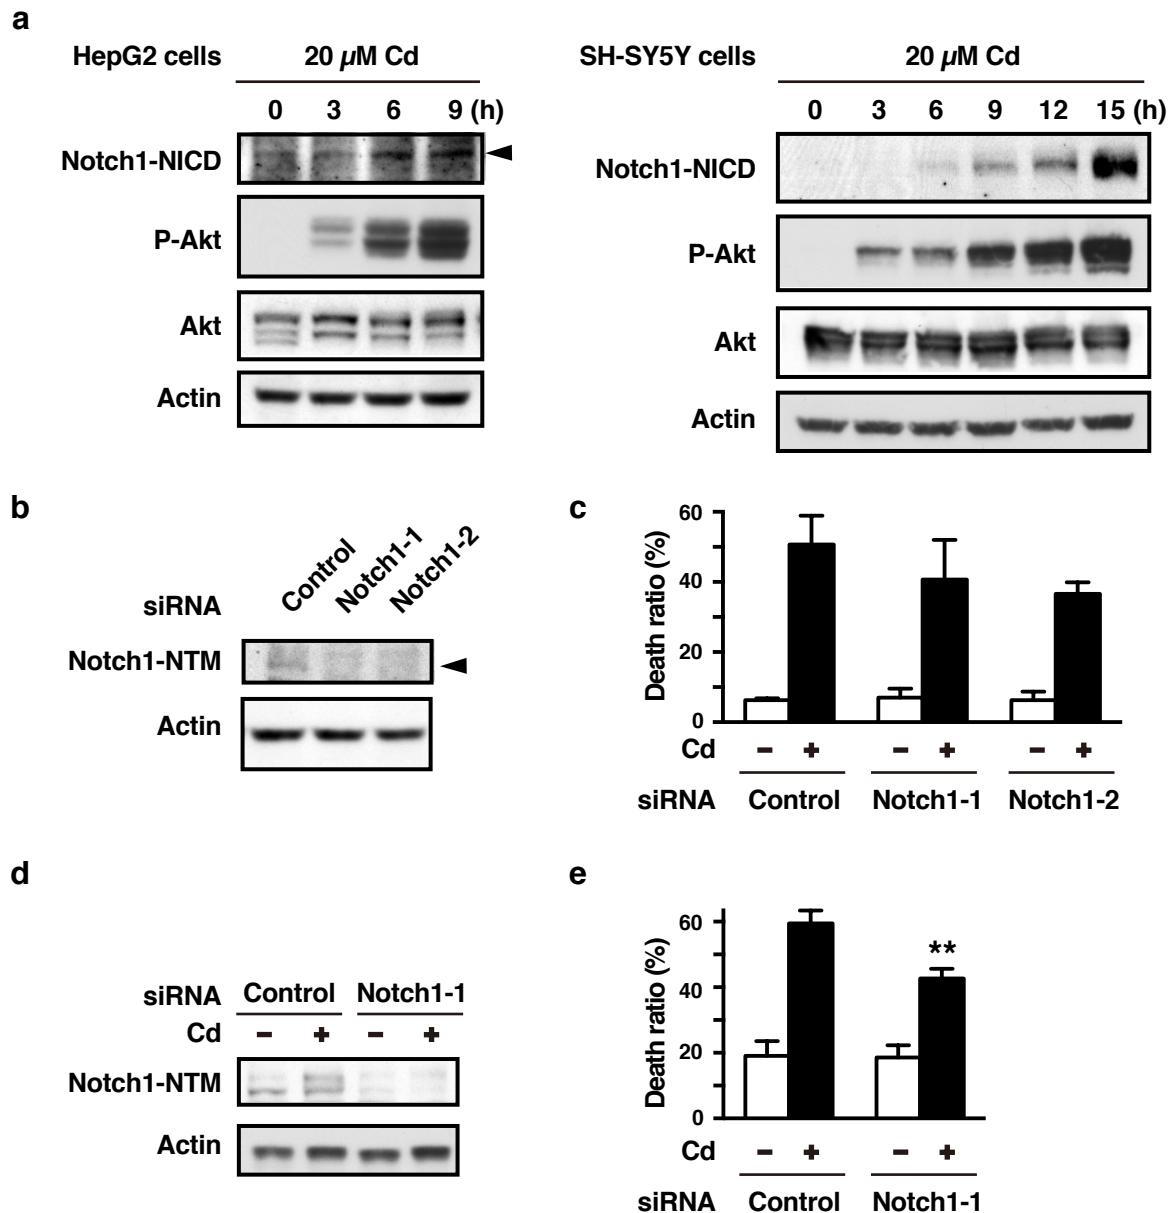 a
HepG2 cells 20 µM Cd
0 3 6 9 (h)
Notch1-NICD
P-Akt
Akt
Actin
SH-SY5Y cells 20 µM Cd
0 3 6 9 12 15 (h)
Notch1-NICD
P-Akt
Akt
Actin
b
siRNA Control Notch1-1 Notch1-2
Notch1-NTM
Actin
c
Death ratio (%)
60
40
20
0
Cd − + − + − +
siRNA Control Notch1-1 Notch1-2
d
siRNA Control Notch1-1
Cd − + − +
Notch1-NTM
Actin
e
Death ratio (%)
60
40
20
0
**
Cd − + − +
siRNA Control Notch1-1